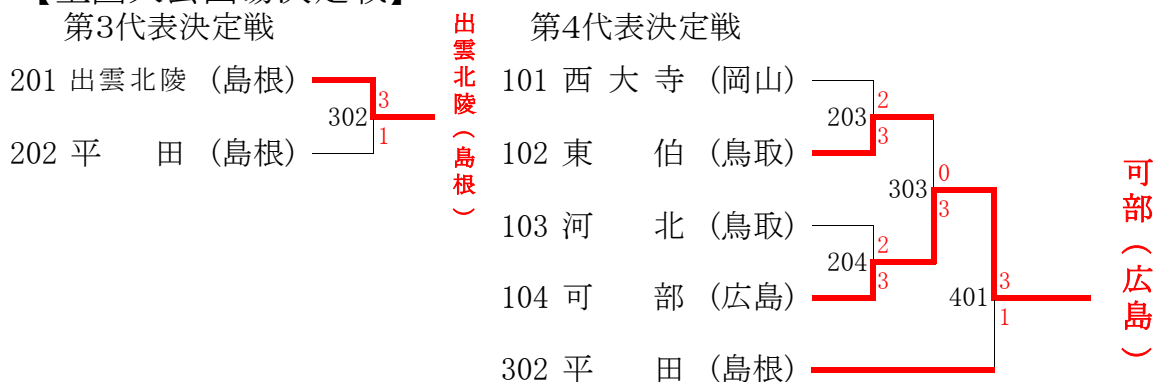 第3代表決定戦
201 出雲北陵 (島根)
302
3
1
202 平 田 (島根)
出雲北陵(島根)
第4代表決定戦
101 西大寺 (岡山)
203
2
3
102 東 伯 (鳥取)
303
0
3
103 河 北 (鳥取)
204
2
3
104 可 部 (広島)
401
3
1
302 平 田 (島根)
可部(広島)